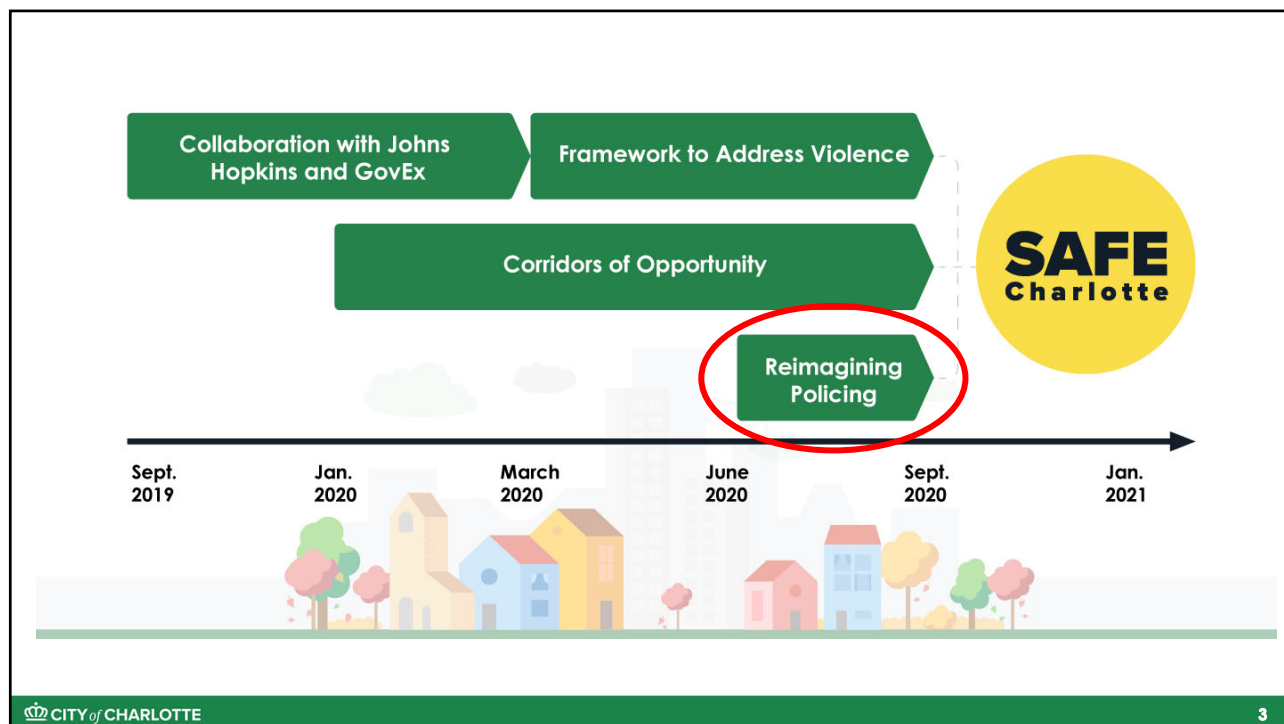 Collaboration with Johns
Hopkins and GovEx
Framework to Address Violence
Corridors of Opportunity
Reimagining
Policing
SAFE
Charlotte
Sept.
2019
Jan.
2020
March
2020
June
2020
Sept.
2020
Jan.
2021
CITY of CHARLOTTE
3